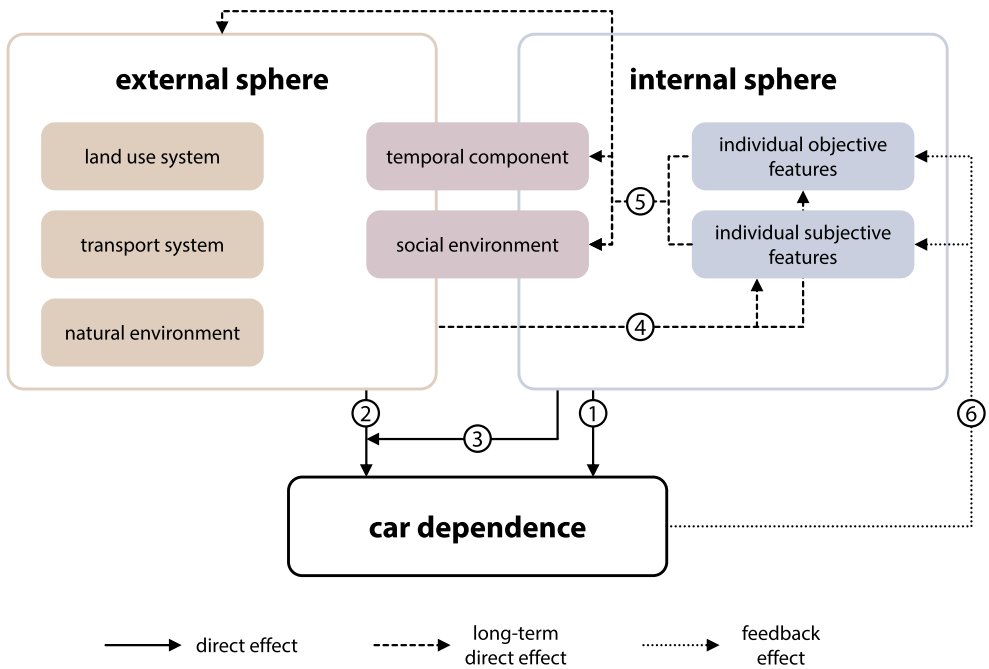 external sphere
internal sphere
land use system
temporal component
individual objective
features
5
transport system
social environment
individual subjective
features
natural environment
4
2
1
6
3
car dependence
direct effect
long-term
direct effect
feedback
effect